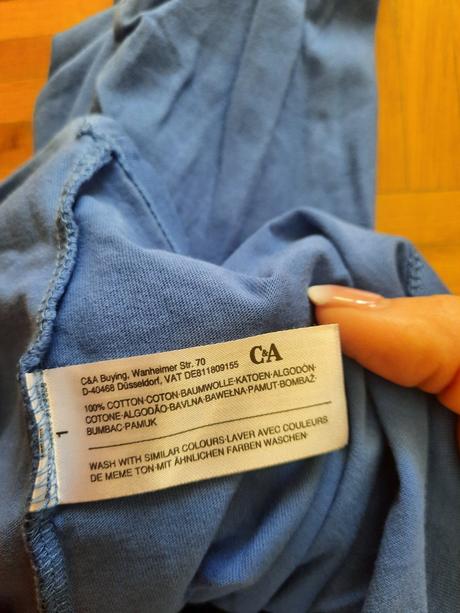 C&A
C&A Buying, Wanheimer Str. 70
D-40468 Düsseldorf, VAT DE811809155
100% COTTON·COTON·BAUMWOLLE·KATOEN·ALGODÓN·
COTONE·ALGODÃO·BAVLNA·BAWEŁNA·PAMUT·BOMBAŽ·
BUMBAC·PAMUK
WASH WITH SIMILAR COLOURS·LAVER AVEC COULEURS
DE MEME TON·MIT ÄHNLICHEN FARBEN WASCHEN·
1